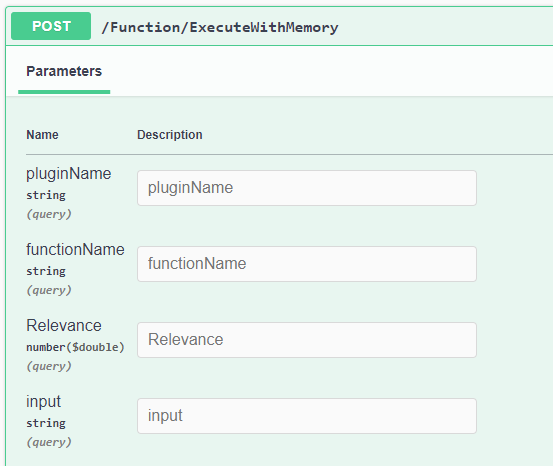 POST /Function/ExecuteWithMemory
Parameters
Name Description
pluginName
string
(query)
pluginName
functionName
string
(query)
functionName
Relevance
number($double)
(query)
Relevance
input
string
(query)
input